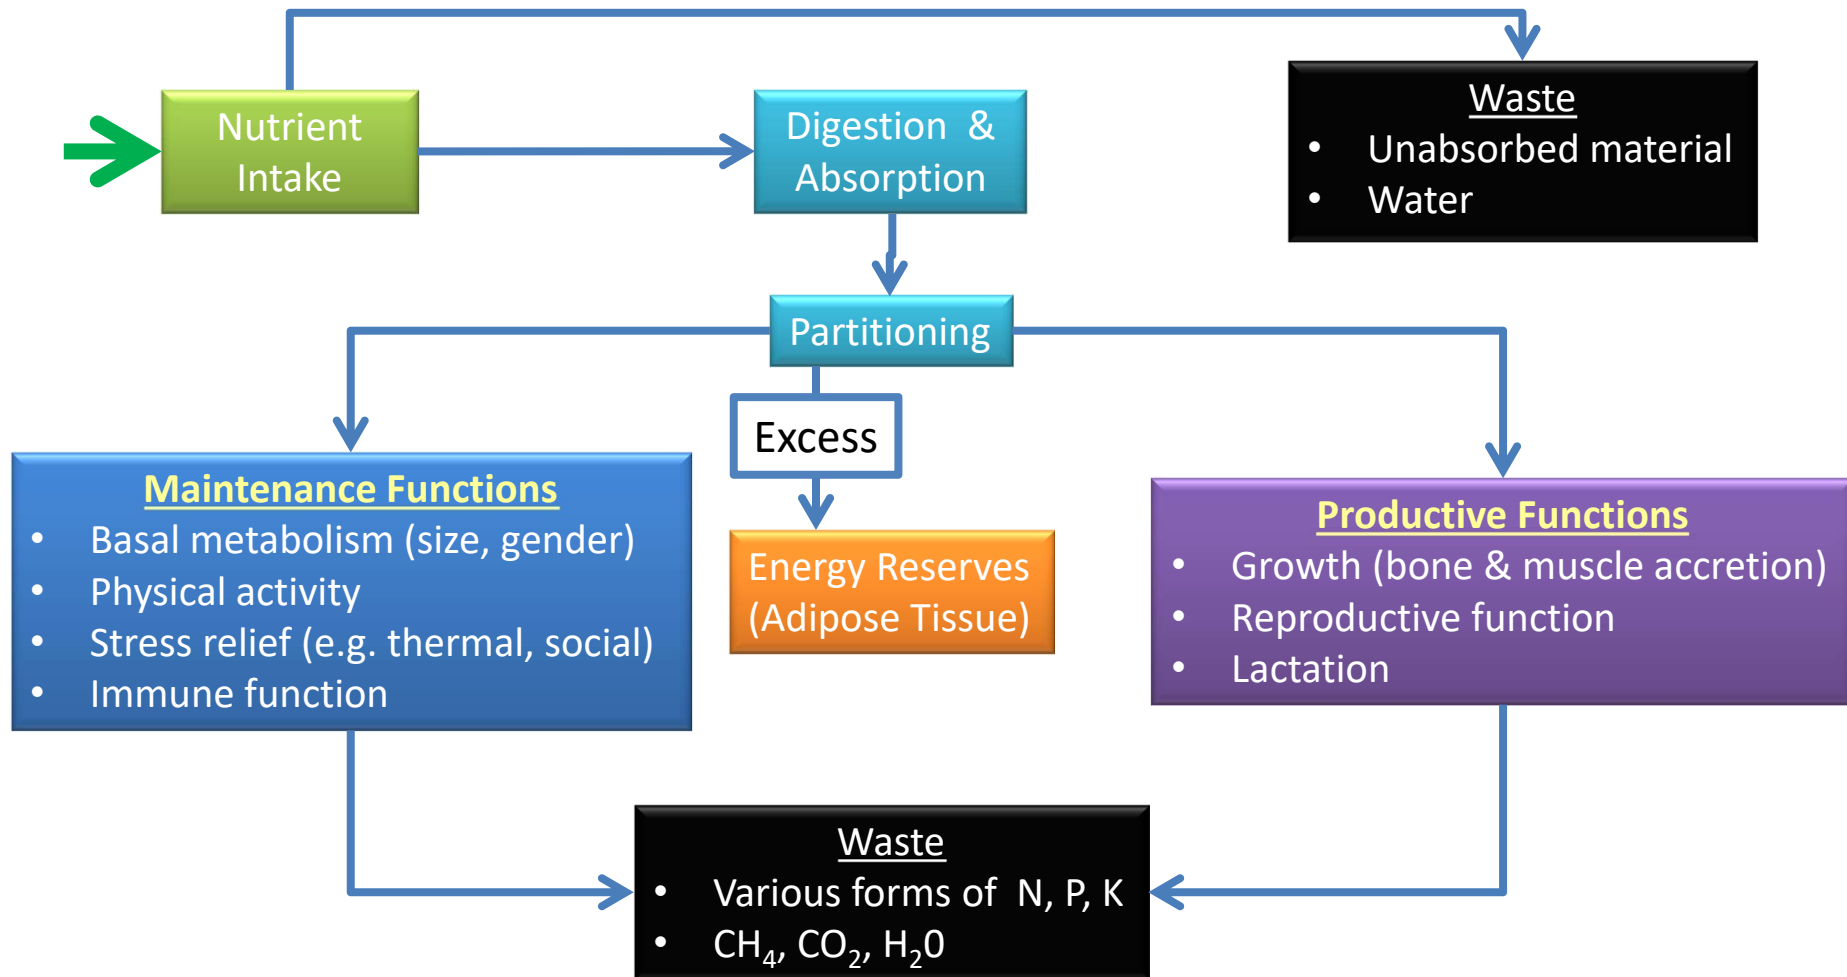 Nutrient
Intake
Digestion &
Absorption
Waste
• Unabsorbed material
• Water
Partitioning
Excess
Maintenance Functions
• Basal metabolism (size, gender)
• Physical activity
• Stress relief (e.g. thermal, social)
• Immune function
Energy Reserves
(Adipose Tissue)
Productive Functions
• Growth (bone & muscle accretion)
• Reproductive function
• Lactation
Waste
• Various forms of N, P, K
• CH₄, CO₂, H₂0